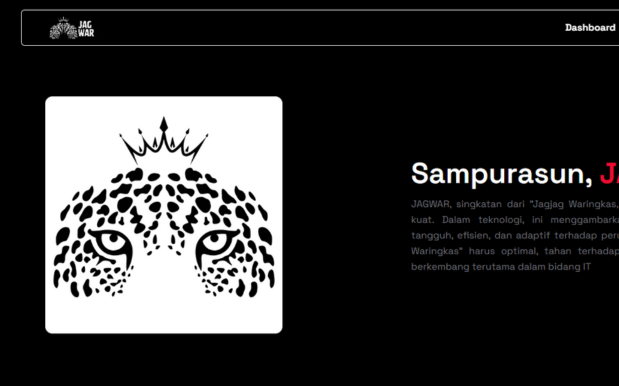 JAG
WAR
Dashboard
Sampurasun, JA
JAGWAR, singkatan dari "Jagjag Waringkas,
kuat. Dalam teknologi, ini menggambarka
tangguh, efisien, dan adaptif terhadap peru
Waringkas" harus optimal, tahan terhadap
berkembang terutama dalam bidang IT